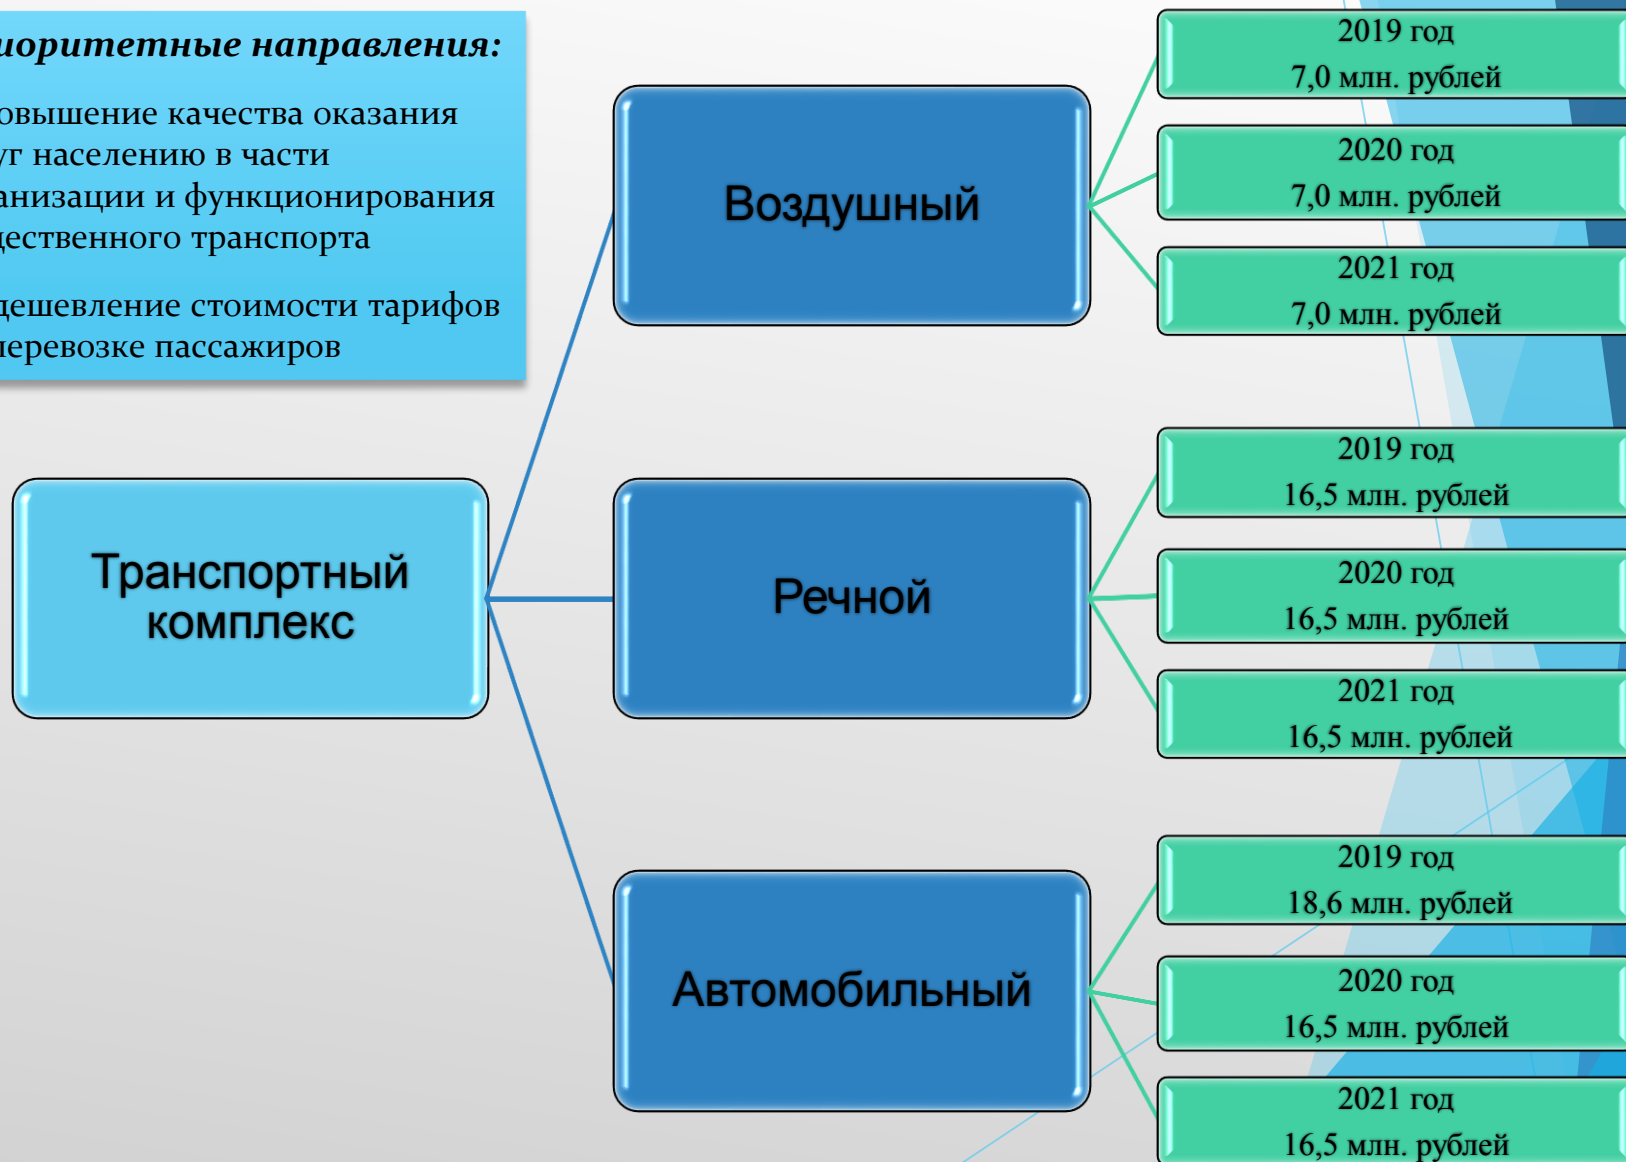 иоритетные направления:
овышение качества оказания
уг населению в части
анизации и функционирования
щественного транспорта
дешевление стоимости тарифов
перевозке пассажиров
Транспортный
комплекс
Воздушный
2019 год
7,0 млн. рублей
2020 год
7,0 млн. рублей
2021 год
7,0 млн. рублей
Речной
2019 год
16,5 млн. рублей
2020 год
16,5 млн. рублей
2021 год
16,5 млн. рублей
Автомобильный
2019 год
18,6 млн. рублей
2020 год
16,5 млн. рублей
2021 год
16,5 млн. рублей